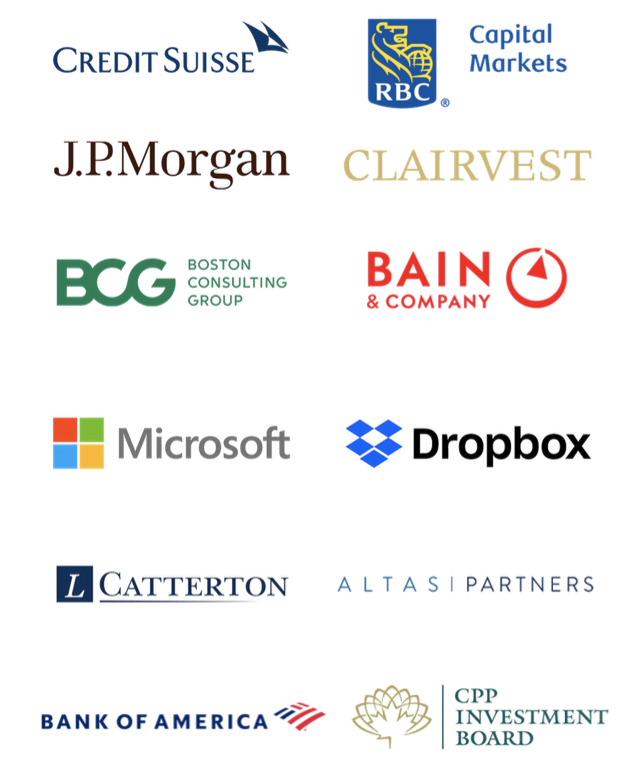 CREDIT SUISSE
RBC ®
Capital
Markets
J.P.Morgan
CLAIRVEST
BCG
BOSTON
CONSULTING
GROUP
BAIN
& COMPANY
Microsoft
Dropbox
L CATTERTON
ALTAS | PARTNERS
BANK OF AMERICA
CPP
INVESTMENT
BOARD